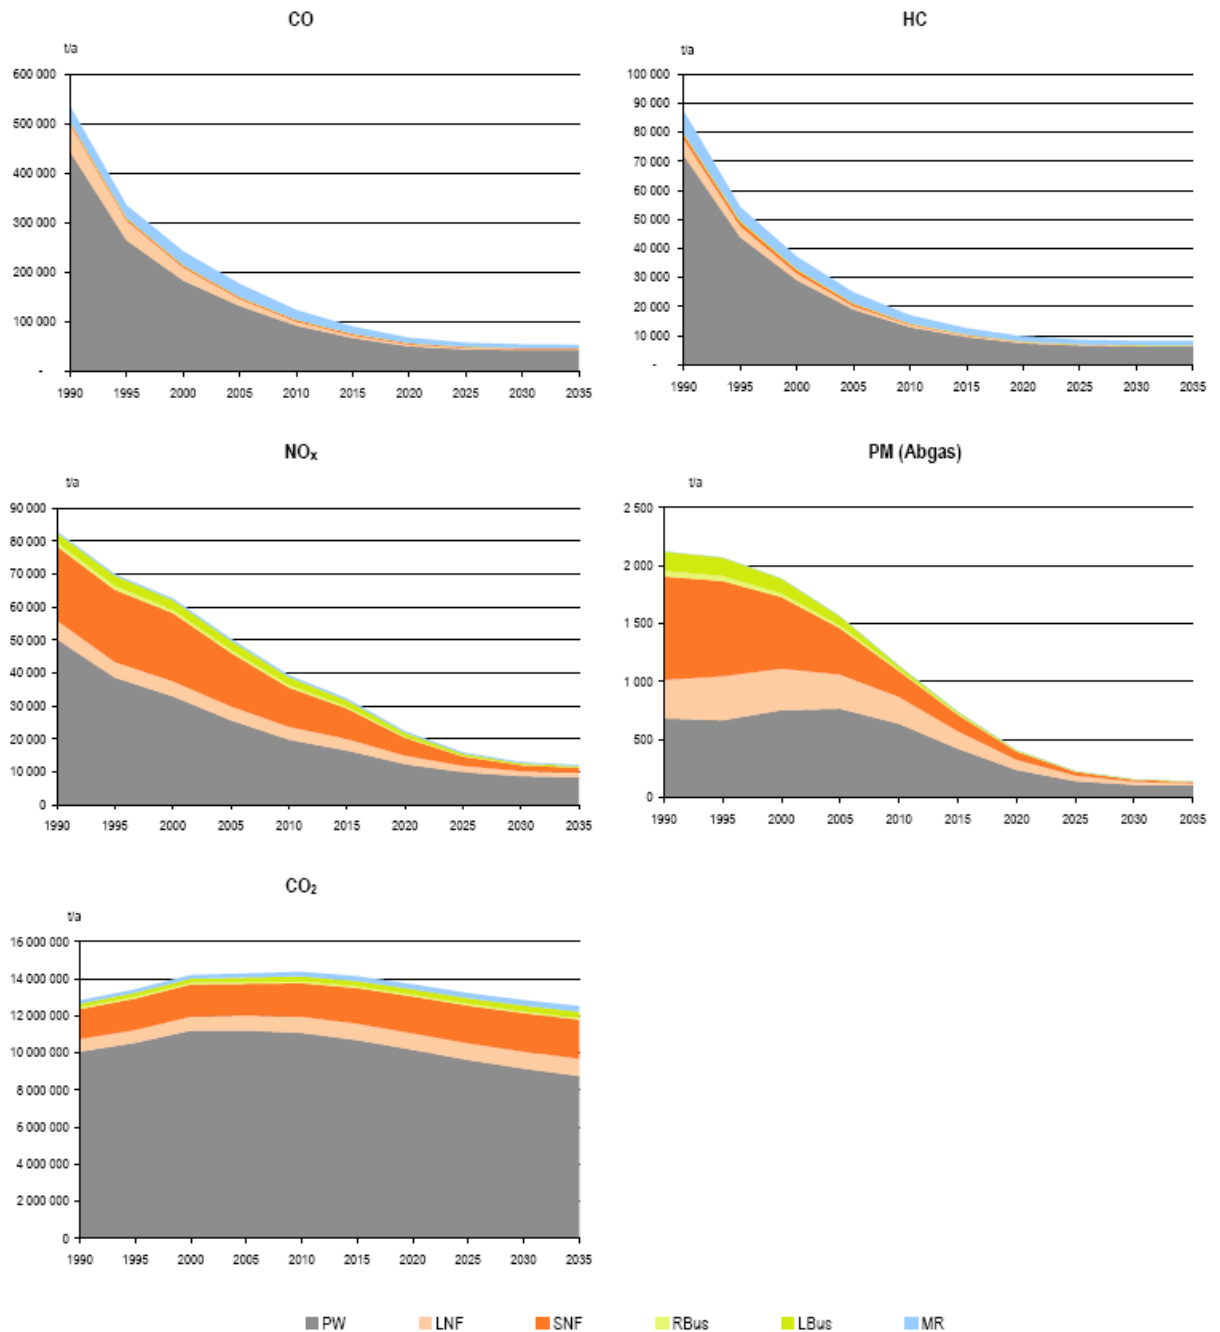 CO
t/a
600 000
500 000
400 000
300 000
200 000
100 000
-
1990 1995 2000 2005 2010 2015 2020 2025 2030 2035
HC
t/a
100 000
90 000
80 000
70 000
60 000
50 000
40 000
30 000
20 000
10 000
-
1990 1995 2000 2005 2010 2015 2020 2025 2030 2035
NOₓ
t/a
90 000
80 000
70 000
60 000
50 000
40 000
30 000
20 000
10 000
0
1990 1995 2000 2005 2010 2015 2020 2025 2030 2035
PM (Abgas)
t/a
2 500
2 000
1 500
1 000
500
0
1990 1995 2000 2005 2010 2015 2020 2025 2030 2035
CO₂
t/a
16 000 000
14 000 000
12 000 000
10 000 000
8 000 000
6 000 000
4 000 000
2 000 000
0
1990 1995 2000 2005 2010 2015 2020 2025 2030 2035
PW LNF SNF RBus LBus MR